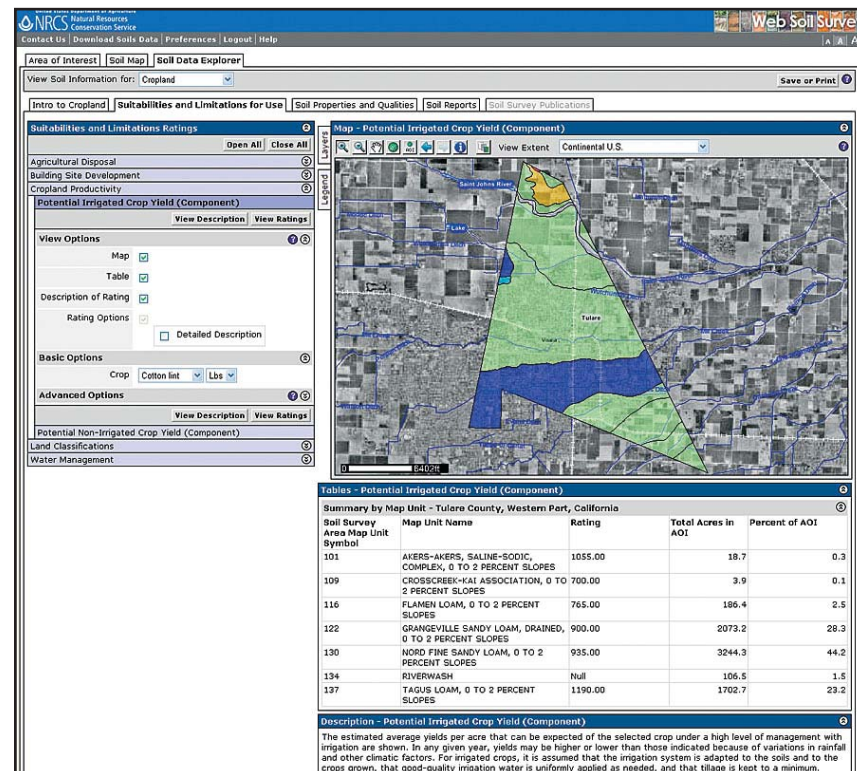 United States Department of Agriculture
NRCS Natural Resources
Conservation Service
Web Soil Surve
Contact Us | Download Soils Data | Preferences | Logout | Help
A A A
Area of Interest Soil Map Soil Data Explorer
View Soil Information for: Cropland
Save or Print
Intro to Cropland Suitabilities and Limitations for Use Soil Properties and Qualities Soil Reports Soil Survey Publications
Suitabilities and Limitations Ratings
Open All Close All
Agricultural Disposal
Building Site Development
Cropland Productivity
Potential Irrigated Crop Yield (Component)
View Description View Ratings
View Options
Map
Table
Description of Rating
Rating Options
Detailed Description
Basic Options
Crop Cotton lint Lbs
Advanced Options
View Description View Ratings
Potential Non-Irrigated Crop Yield (Component)
Land Classifications
Water Management
Layers
Legend
Map - Potential Irrigated Crop Yield (Component)
AOI
View Extent Continental U.S.
Saint Johns River
Lake
Tulare
0 6402ft
Tables - Potential Irrigated Crop Yield (Component)
Summary by Map Unit - Tulare County, Western Part, California
Soil Survey Area Map Unit Symbol Map Unit Name Rating Total Acres in AOI Percent of AOI
101 AKERS-AKERS, SALINE-SODIC, COMPLEX, 0 TO 2 PERCENT SLOPES 1055.00 18.7 0.3
109 CROSSCREEK-KAI ASSOCIATION, 0 TO 2 PERCENT SLOPES 700.00 3.9 0.1
116 FLAMEN LOAM, 0 TO 2 PERCENT SLOPES 765.00 186.4 2.5
122 GRANGEVILLE SANDY LOAM, DRAINED, 0 TO 2 PERCENT SLOPES 900.00 2073.2 28.3
130 NORD FINE SANDY LOAM, 0 TO 2 PERCENT SLOPES 935.00 3244.3 44.2
134 RIVERWASH Null 106.5 1.5
137 TAGUS LOAM, 0 TO 2 PERCENT SLOPES 1190.00 1702.7 23.2
Description - Potential Irrigated Crop Yield (Component)
The estimated average yields per acre that can be expected of the selected crop under a high level of management with
irrigation are shown. In any given year, yields may be higher or lower than those indicated because of variations in rainfall
and other climatic factors. For irrigated crops, it is assumed that the irrigation system is adapted to the soils and to the
crops grown, that good-quality irrigation water is uniformly applied as needed, and that tillage is kept to a minimum.